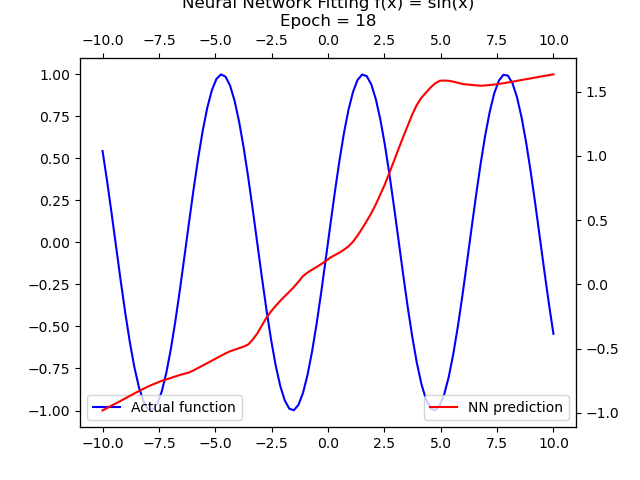 Neural Network Fitting f(x) = sin(x)
Epoch = 18
−10.0 −7.5 −5.0 −2.5 0.0 2.5 5.0 7.5 10.0
1.00
0.75
0.50
0.25
0.00
−0.25
−0.50
−0.75
−1.00
1.5
1.0
0.5
0.0
−0.5
−1.0
Actual function
NN prediction
−10.0 −7.5 −5.0 −2.5 0.0 2.5 5.0 7.5 10.0